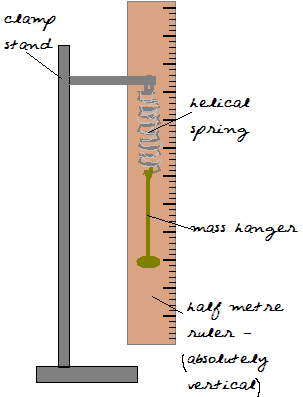 clamp
stand
helical
spring
mass hanger
half metre
ruler -
(absolutely
vertical)